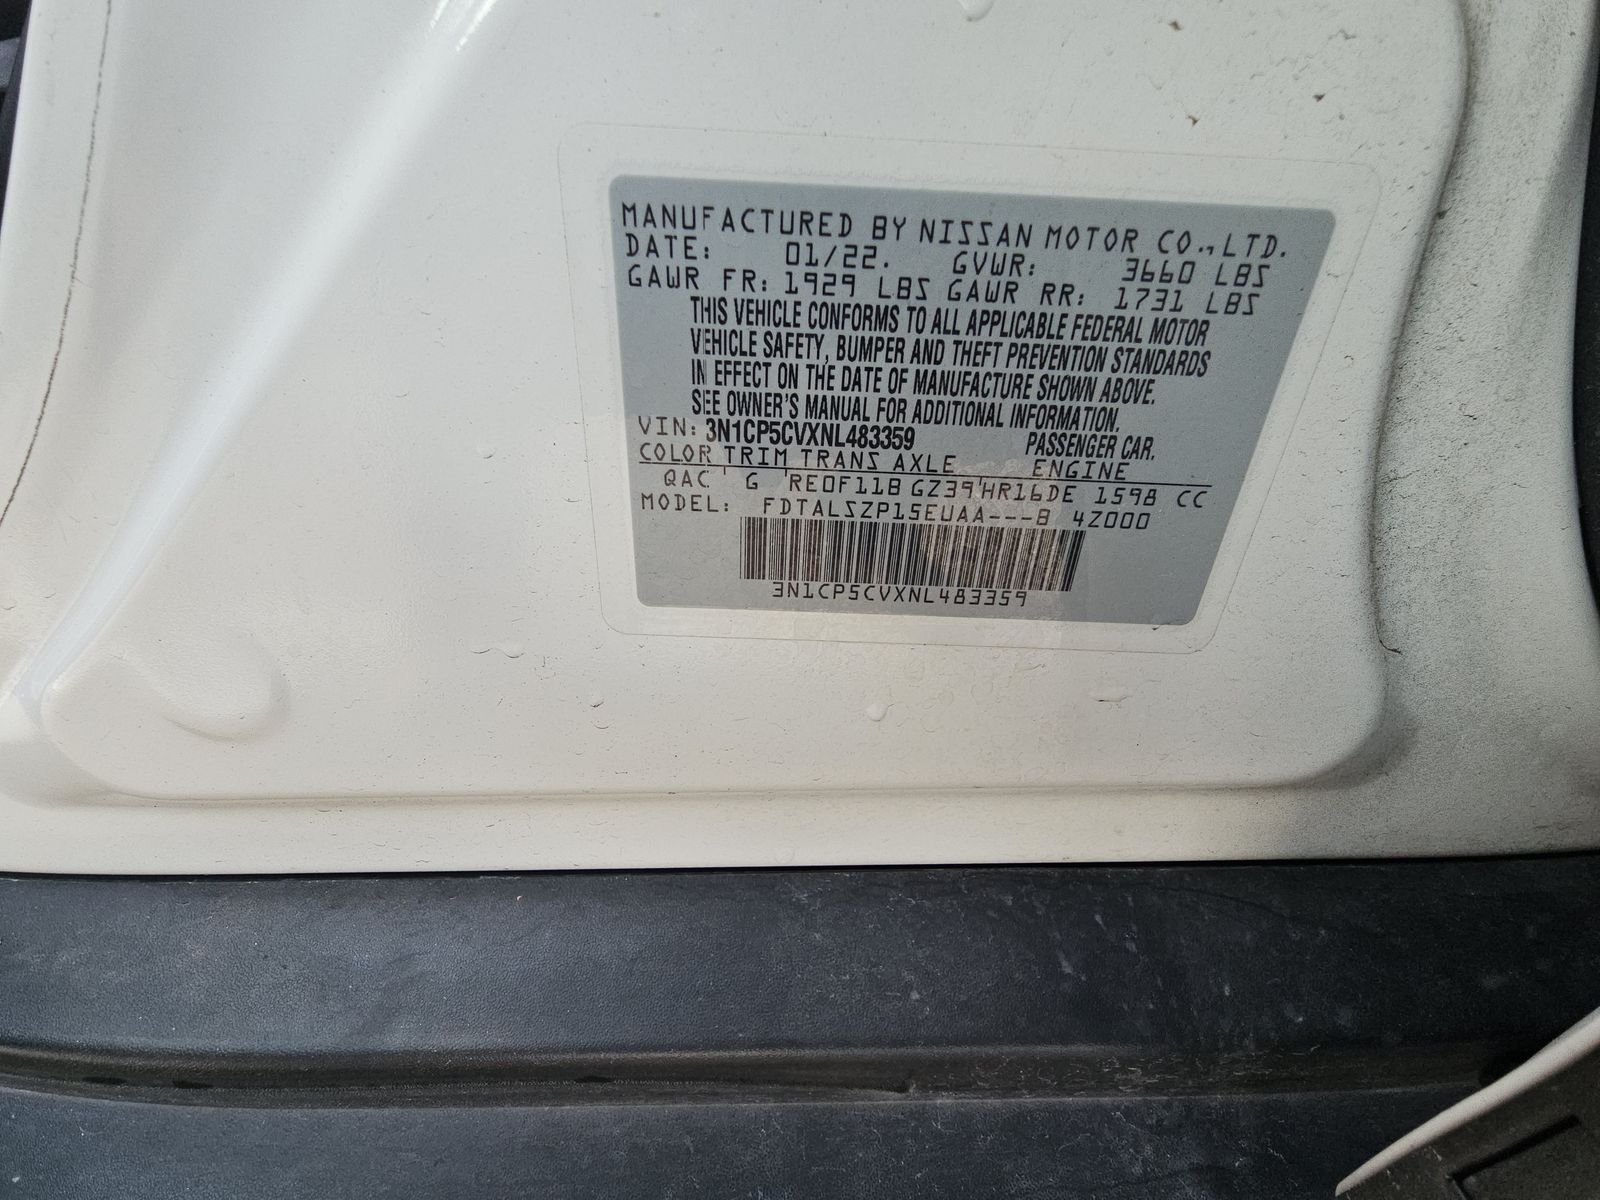 MANUFACTURED BY NISSAN MOTOR CO.,LTD.
DATE: 01/22. GVWR: 3660 LBS
GAWR FR: 1929 LBS GAWR RR: 1731 LBS
THIS VEHICLE CONFORMS TO ALL APPLICABLE FEDERAL MOTOR
VEHICLE SAFETY, BUMPER AND THEFT PREVENTION STANDARDS
IN EFFECT ON THE DATE OF MANUFACTURE SHOWN ABOVE.
SEE OWNER'S MANUAL FOR ADDITIONAL INFORMATION.
VIN: 3N1CP5CVXNL483359 PASSENGER CAR.
COLOR TRIM TRANS AXLE ENGINE
QAC ' G 'RE0F11B GZ39'HR16DE 1598 CC
MODEL: FDTALSZP15EUAA---B 4Z000
3N1CP5CVXNL483359